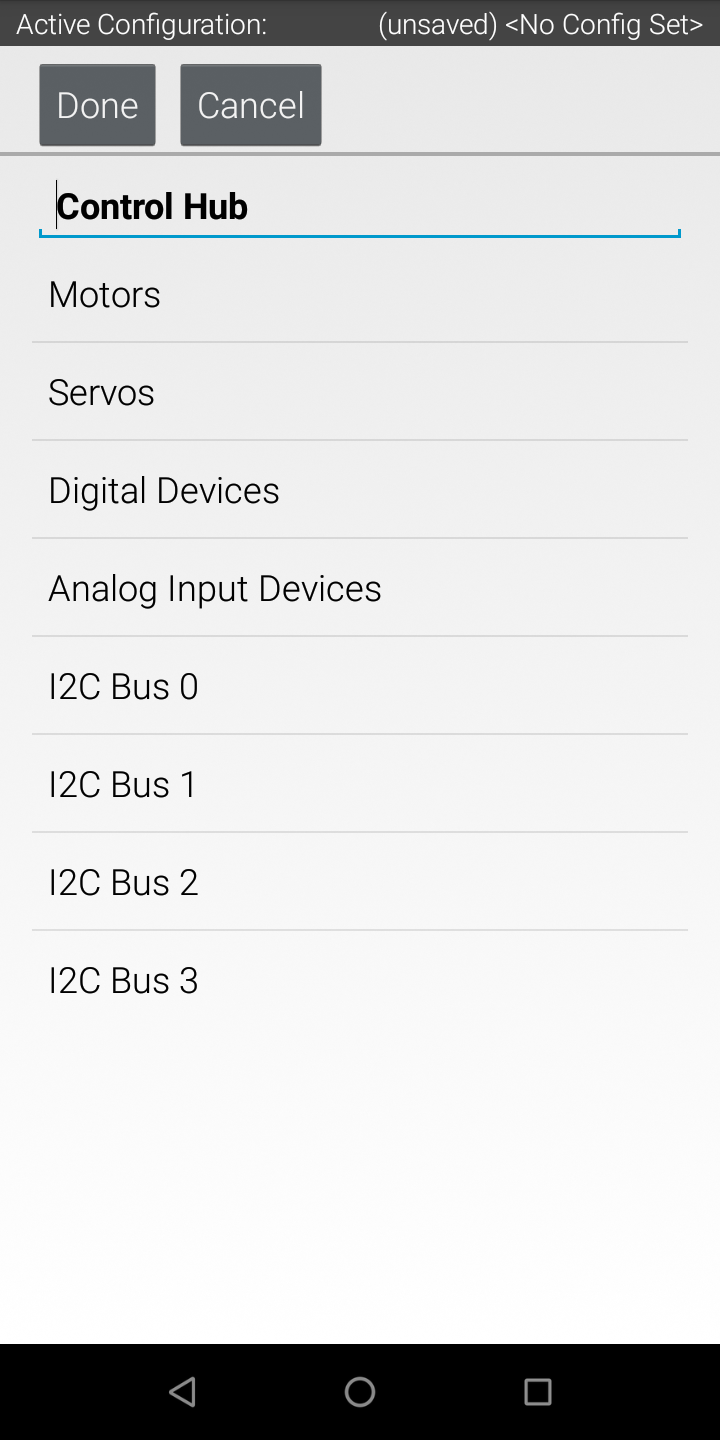 Active Configuration: (unsaved) <No Config Set>
Done Cancel
Control Hub
Motors
Servos
Digital Devices
Analog Input Devices
I2C Bus 0
I2C Bus 1
I2C Bus 2
I2C Bus 3